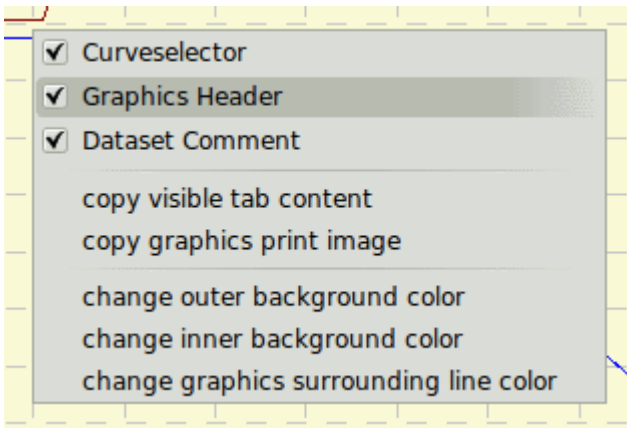 Curveselector
Graphics Header
Dataset Comment
copy visible tab content
copy graphics print image
change outer background color
change inner background color
change graphics surrounding line color